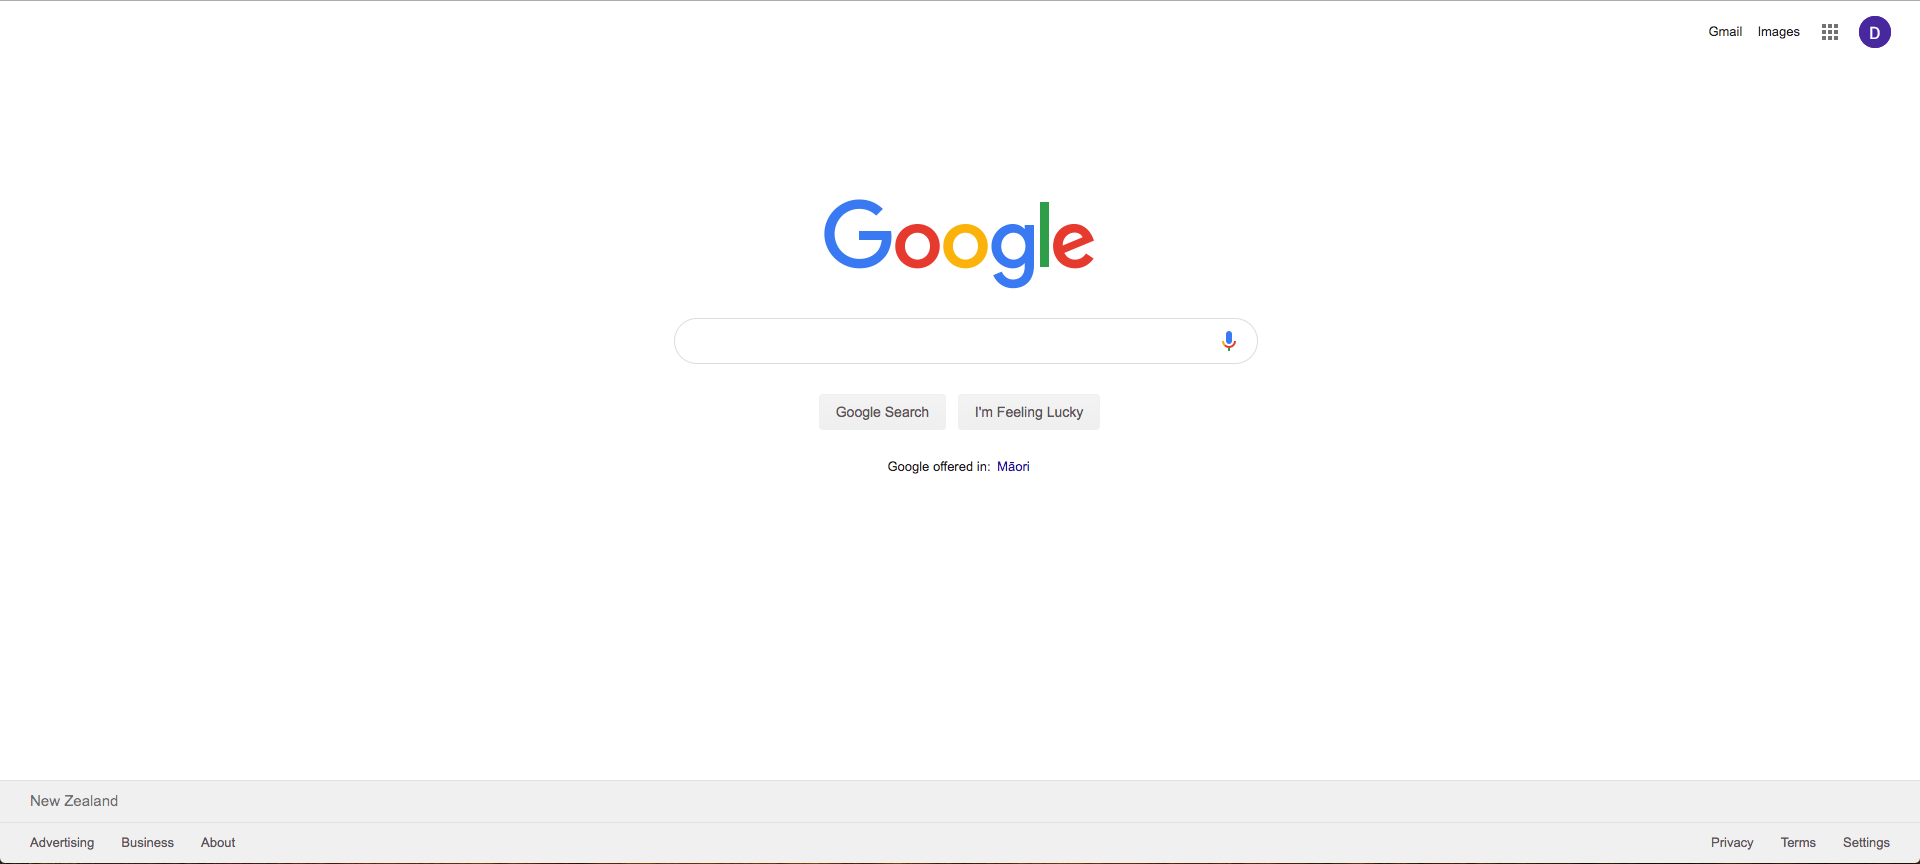 Gmail Images D
Google
Google Search I'm Feeling Lucky
Google offered in: Māori
New Zealand
Advertising Business About Privacy Terms Settings